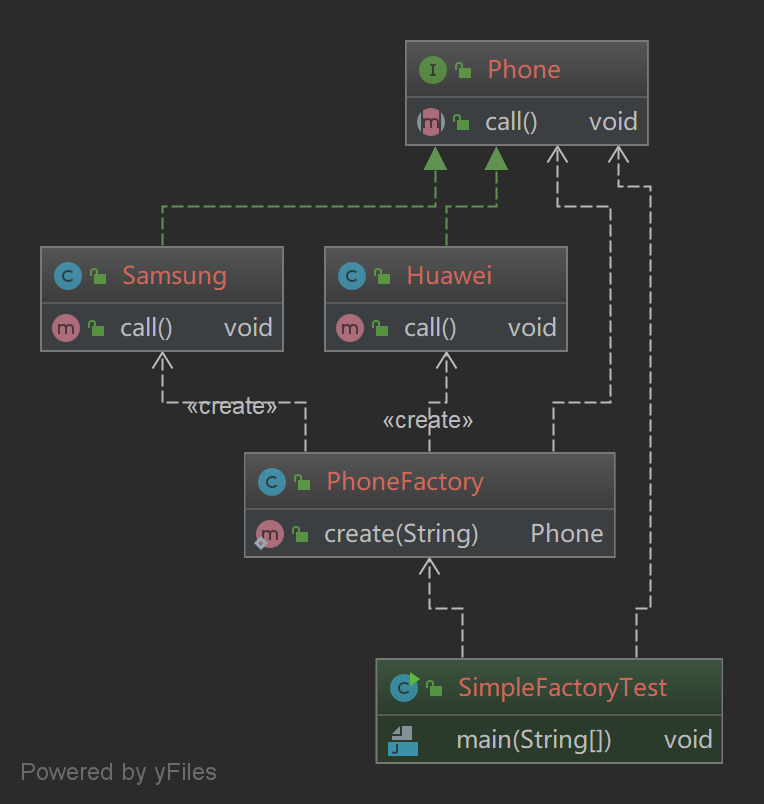 Phone
call() void
Samsung
call() void
Huawei
call() void
«create»
«create»
PhoneFactory
create(String) Phone
SimpleFactoryTest
main(String[]) void
Powered by yFiles